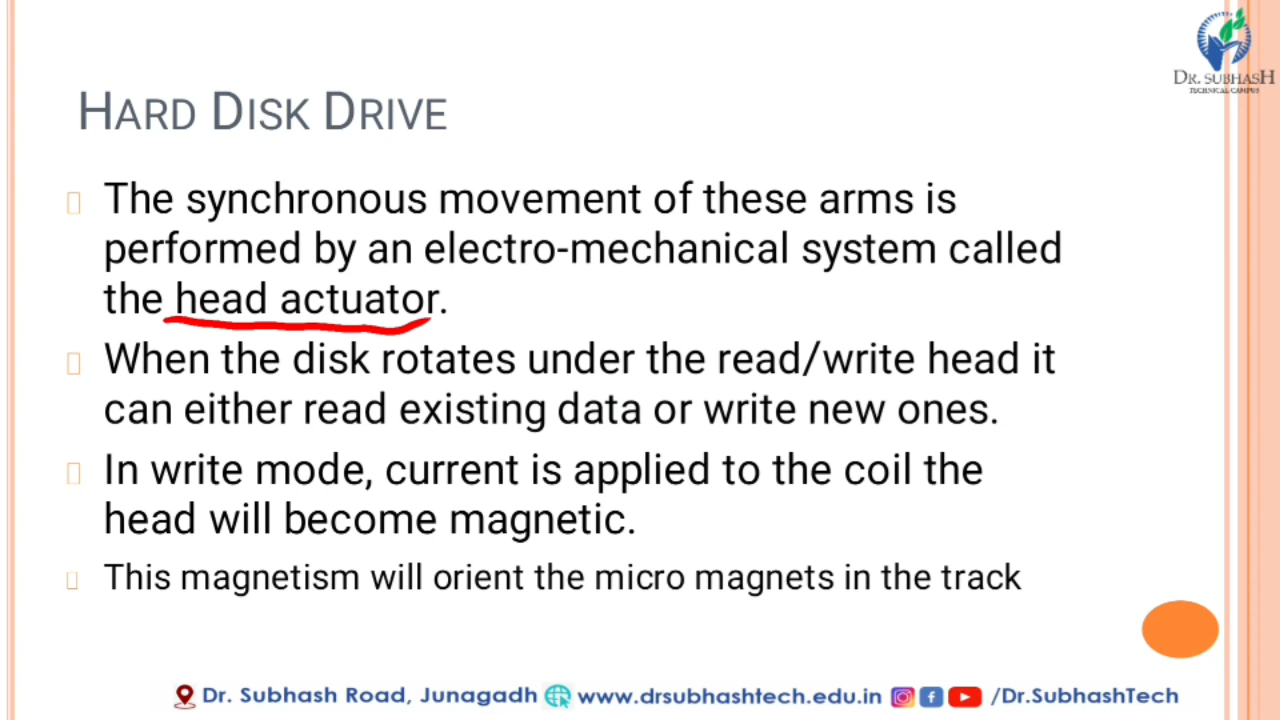 DR. SUBHASH
TECHNICAL CAMPUS
HARD DISK DRIVE
The synchronous movement of these arms is
performed by an electro-mechanical system called
the head actuator.
When the disk rotates under the read/write head it
can either read existing data or write new ones.
In write mode, current is applied to the coil the
head will become magnetic.
This magnetism will orient the micro magnets in the track
Dr. Subhash Road, Junagadh www.drsubhashtech.edu.in /Dr.SubhashTech